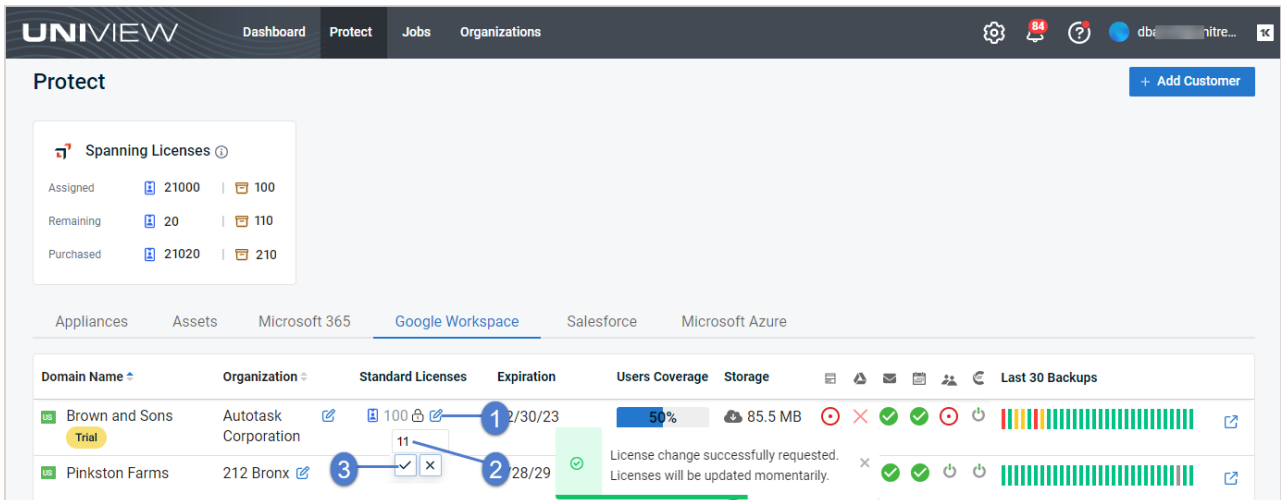 UNIVIEW Dashboard Protect Jobs Organizations 84 dba nitre... 1K
Protect + Add Customer
Spanning Licenses
Assigned 21000 | 100
Remaining 20 | 110
Purchased 21020 | 210
Appliances Assets Microsoft 365 Google Workspace Salesforce Microsoft Azure
Domain Name Organization Standard Licenses Expiration Users Coverage Storage Last 30 Backups
US Brown and Sons Autotask 100 1 2/30/23 50% 85.5 MB
Trial Corporation
11
License change successfully requested.
US Pinkston Farms 212 Bronx 3 2 /28/29
Licenses will be updated momentarily.